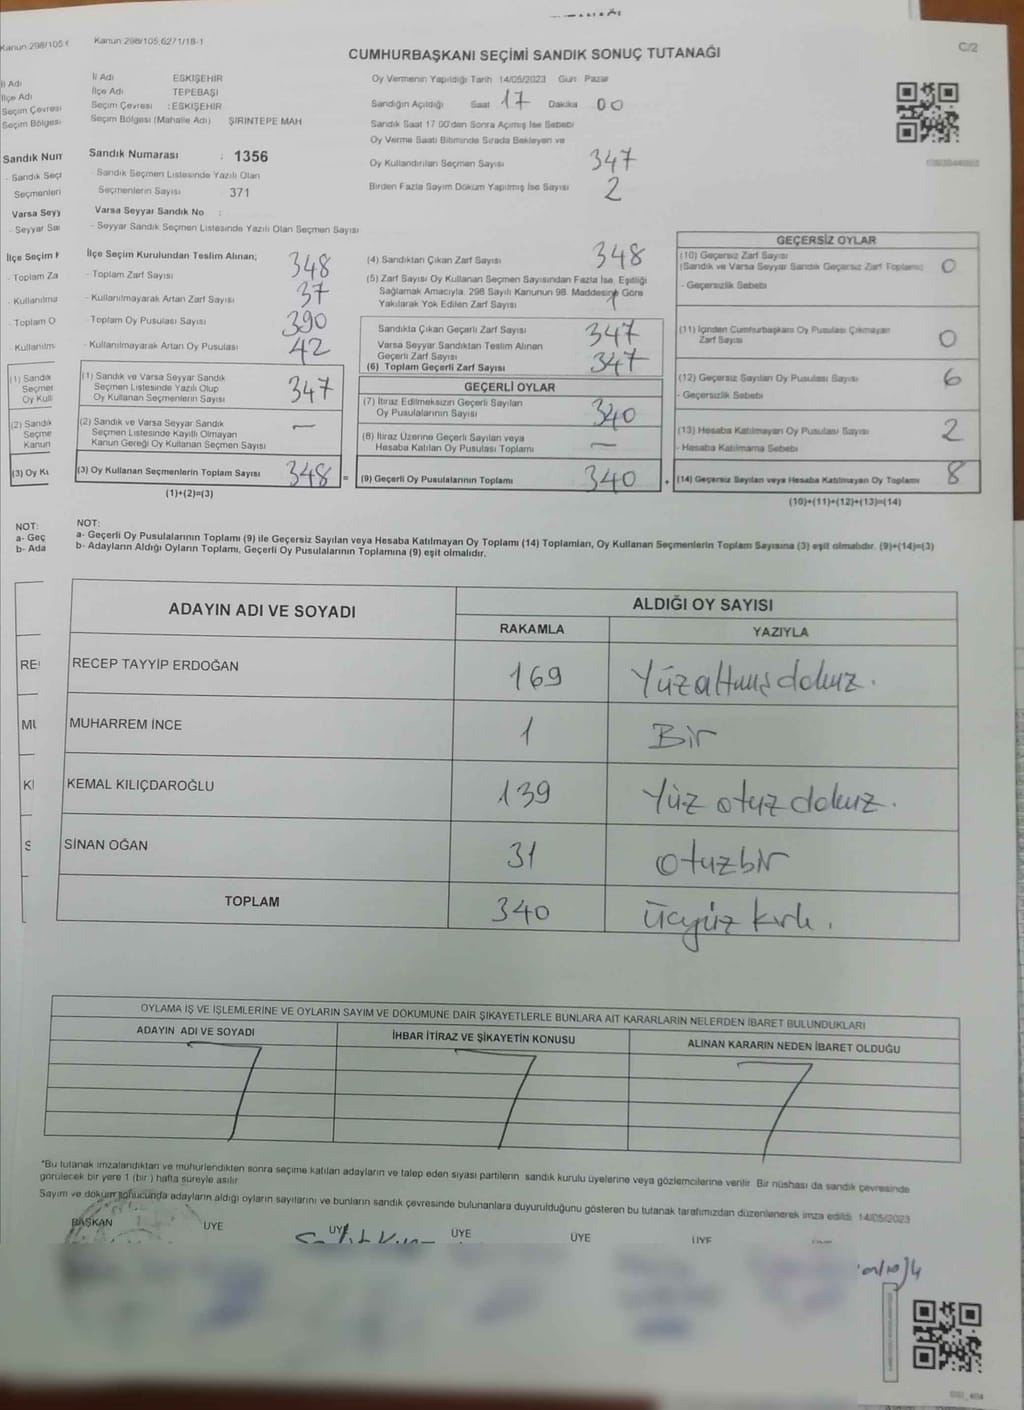 Kanun:298/105,6271/18-1
CUMHURBAŞKANI SEÇİMİ SANDIK SONUÇ TUTANAĞI
C/2
İl Adı ESKIŞEHIR
İlçe Adı TEPEBAŞI
Seçim Çevresi : ESKIŞEHIR
Seçim Bölgesi (Mahalle Adı) ŞIRINTEPE MAH
Oy Vermenin Yapıldığı Tarih 14/05/2023 Gün Pazar
Sandığın Açıldığı Saat 17 Dakika 00
Sandık Saat 17 00'den Sonra Açılmış İse Sebebi
Oy Verme Saati Bitiminde Sırada Bekleyen ve
Sandık Numarası : 1356
Oy Kullandırılan Seçmen Sayısı 347
- Sandık Seçmen Listesinde Yazılı Olan
Seçmenlerin Sayısı 371
Birden Fazla Sayım Döküm Yapılmış İse Sayısı 2
Varsa Seyyar Sandık No :
- Seyyar Sandık Seçmen Listesinde Yazılı Olan Seçmen Sayısı
İlçe Seçim Kurulundan Teslim Alınan;
- Toplam Zarf Sayısı 348
- Kullanılmayarak Artan Zarf Sayısı 37
- Toplam Oy Pusulası Sayısı 390
- Kullanılmayarak Artan Oy Pusulası 42
(1) Sandık ve Varsa Seyyar Sandık
Seçmen Listesinde Yazılı Olup
Oy Kullanan Seçmenlerin Sayısı 347
(2) Sandık ve Varsa Seyyar Sandık
Seçmen Listesinde Kayıtlı Olmayan
Kanun Gereği Oy Kullanan Seçmen Sayısı —
(3) Oy Kullanan Seçmenlerin Toplam Sayısı 348 =
(1)+(2)=(3)
(4) Sandıktan Çıkan Zarf Sayısı 348
(5) Zarf Sayısı Oy Kullanan Seçmen Sayısından Fazla İse, Eşitliği
Sağlamak Amacıyla, 298 Sayılı Kanunun 98. Maddesine Göre
Yakılarak Yok Edilen Zarf Sayısı 1
Sandıkta Çıkan Geçerli Zarf Sayısı 347
Varsa Seyyar Sandıktan Teslim Alınan
Geçerli Zarf Sayısı
(6) Toplam Geçerli Zarf Sayısı 347
GEÇERLİ OYLAR
(7) İtiraz Edilmeksizin Geçerli Sayılan
Oy Pusulalarının Sayısı 340
(8) İtiraz Üzerine Geçerli Sayılan veya
Hesaba Katılan Oy Pusulası Toplamı —
(9) Geçerli Oy Pusulalarının Toplamı 340 +
GEÇERSİZ OYLAR
(10) Geçersiz Zarf Sayısı
(Sandık ve Varsa Seyyar Sandık Geçersiz Zarf Toplamı) 0
- Geçersizlik Sebebi
(11) İçinden Cumhurbaşkanı Oy Pusulası Çıkmayan
Zarf Sayısı 0
(12) Geçersiz Sayılan Oy Pusulası Sayısı 6
- Geçersizlik Sebebi
(13) Hesaba Katılmayan Oy Pusulası Sayısı 2
- Hesaba Katılmama Sebebi
(14) Geçersiz Sayılan veya Hesaba Katılmayan Oy Toplamı 8
(10)+(11)+(12)+(13)=(14)
NOT:
a- Geçerli Oy Pusulalarının Toplamı (9) ile Geçersiz Sayılan veya Hesaba Katılmayan Oy Toplamı (14) Toplamları, Oy Kullanan Seçmenlerin Toplam Sayısına (3) eşit olmalıdır. (9)+(14)=(3)
b- Adayların Aldığı Oyların Toplamı, Geçerli Oy Pusulalarının Toplamına (9) eşit olmalıdır.
ADAYIN ADI VE SOYADI
ALDIĞI OY SAYISI
RAKAMLA YAZIYLA
RECEP TAYYİP ERDOĞAN 169 Yüzaltmışdokuz.
MUHARREM İNCE 1 Bir
KEMAL KILIÇDAROĞLU 139 Yüz otuz dokuz.
SİNAN OĞAN 31 otuzbir
TOPLAM 340 Üçyüz kırk.
OYLAMA İŞ VE İŞLEMLERİNE VE OYLARIN SAYIM VE DÖKÜMÜNE DAİR ŞİKAYETLERLE BUNLARA AİT KARARLARIN NELERDEN İBARET BULUNDUKLARI
ADAYIN ADI VE SOYADI İHBAR İTİRAZ VE ŞİKAYETİN KONUSU ALINAN KARARIN NEDEN İBARET OLDUĞU
*Bu tutanak imzalandıktan ve mühürlendikten sonra seçime katılan adayların ve talep eden siyasi partilerin sandık kurulu üyelerine veya gözlemcilerine verilir. Bir nüshası da sandık çevresinde
görülecek bir yere 1 (bir ) hafta süreyle asılır
Sayım ve döküm sonucunda adayların aldığı oyların sayılarını ve bunların sandık çevresinde bulunanlara duyurulduğunu gösteren bu tutanak tarafımızdan düzenlenerek imza edildi. 14/05/2023
BAŞKAN ÜYE ÜYE ÜYE ÜYE ÜYE